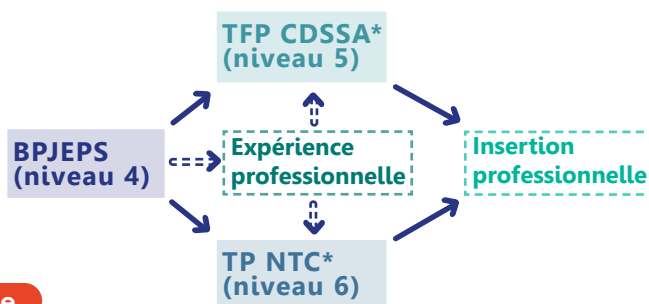 TFP CDSSA*
(niveau 5)
BPJEPS
(niveau 4)
Expérience
professionnelle
Insertion
professionnelle
TP NTC*
(niveau 6)